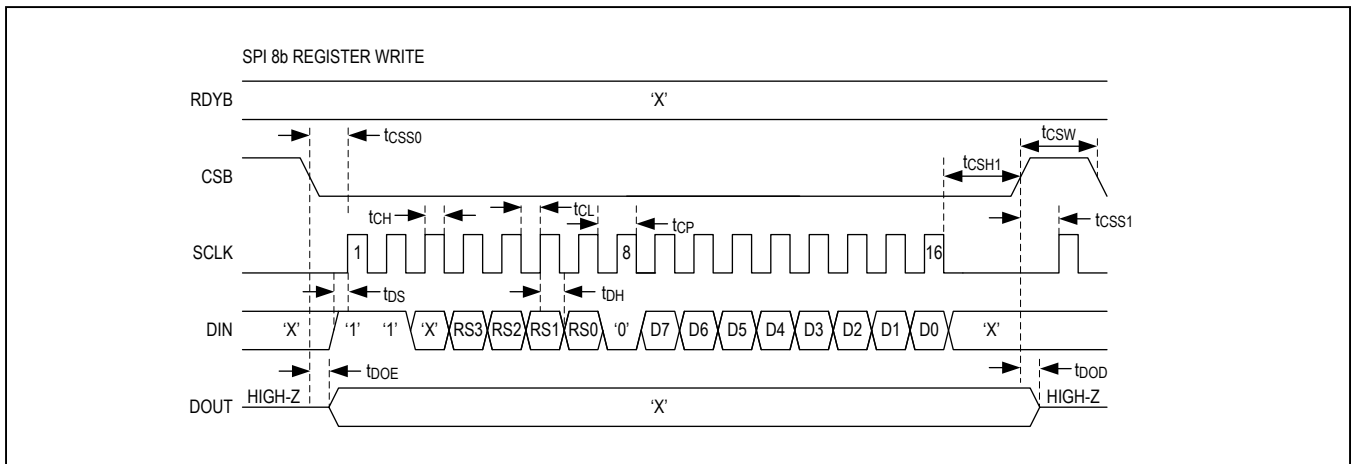 SPI 8b REGISTER WRITE
RDYB 'X'
tCSS0 tCSW
CSB tCSH1
tCH tCL tCP tCSS1
SCLK 1 8 16
tDS tDH
DIN 'X' '1' '1' 'X' RS3 RS2 RS1 RS0 '0' D7 D6 D5 D4 D3 D2 D1 D0 'X'
tDOE tDOD
DOUT HIGH-Z 'X' HIGH-Z